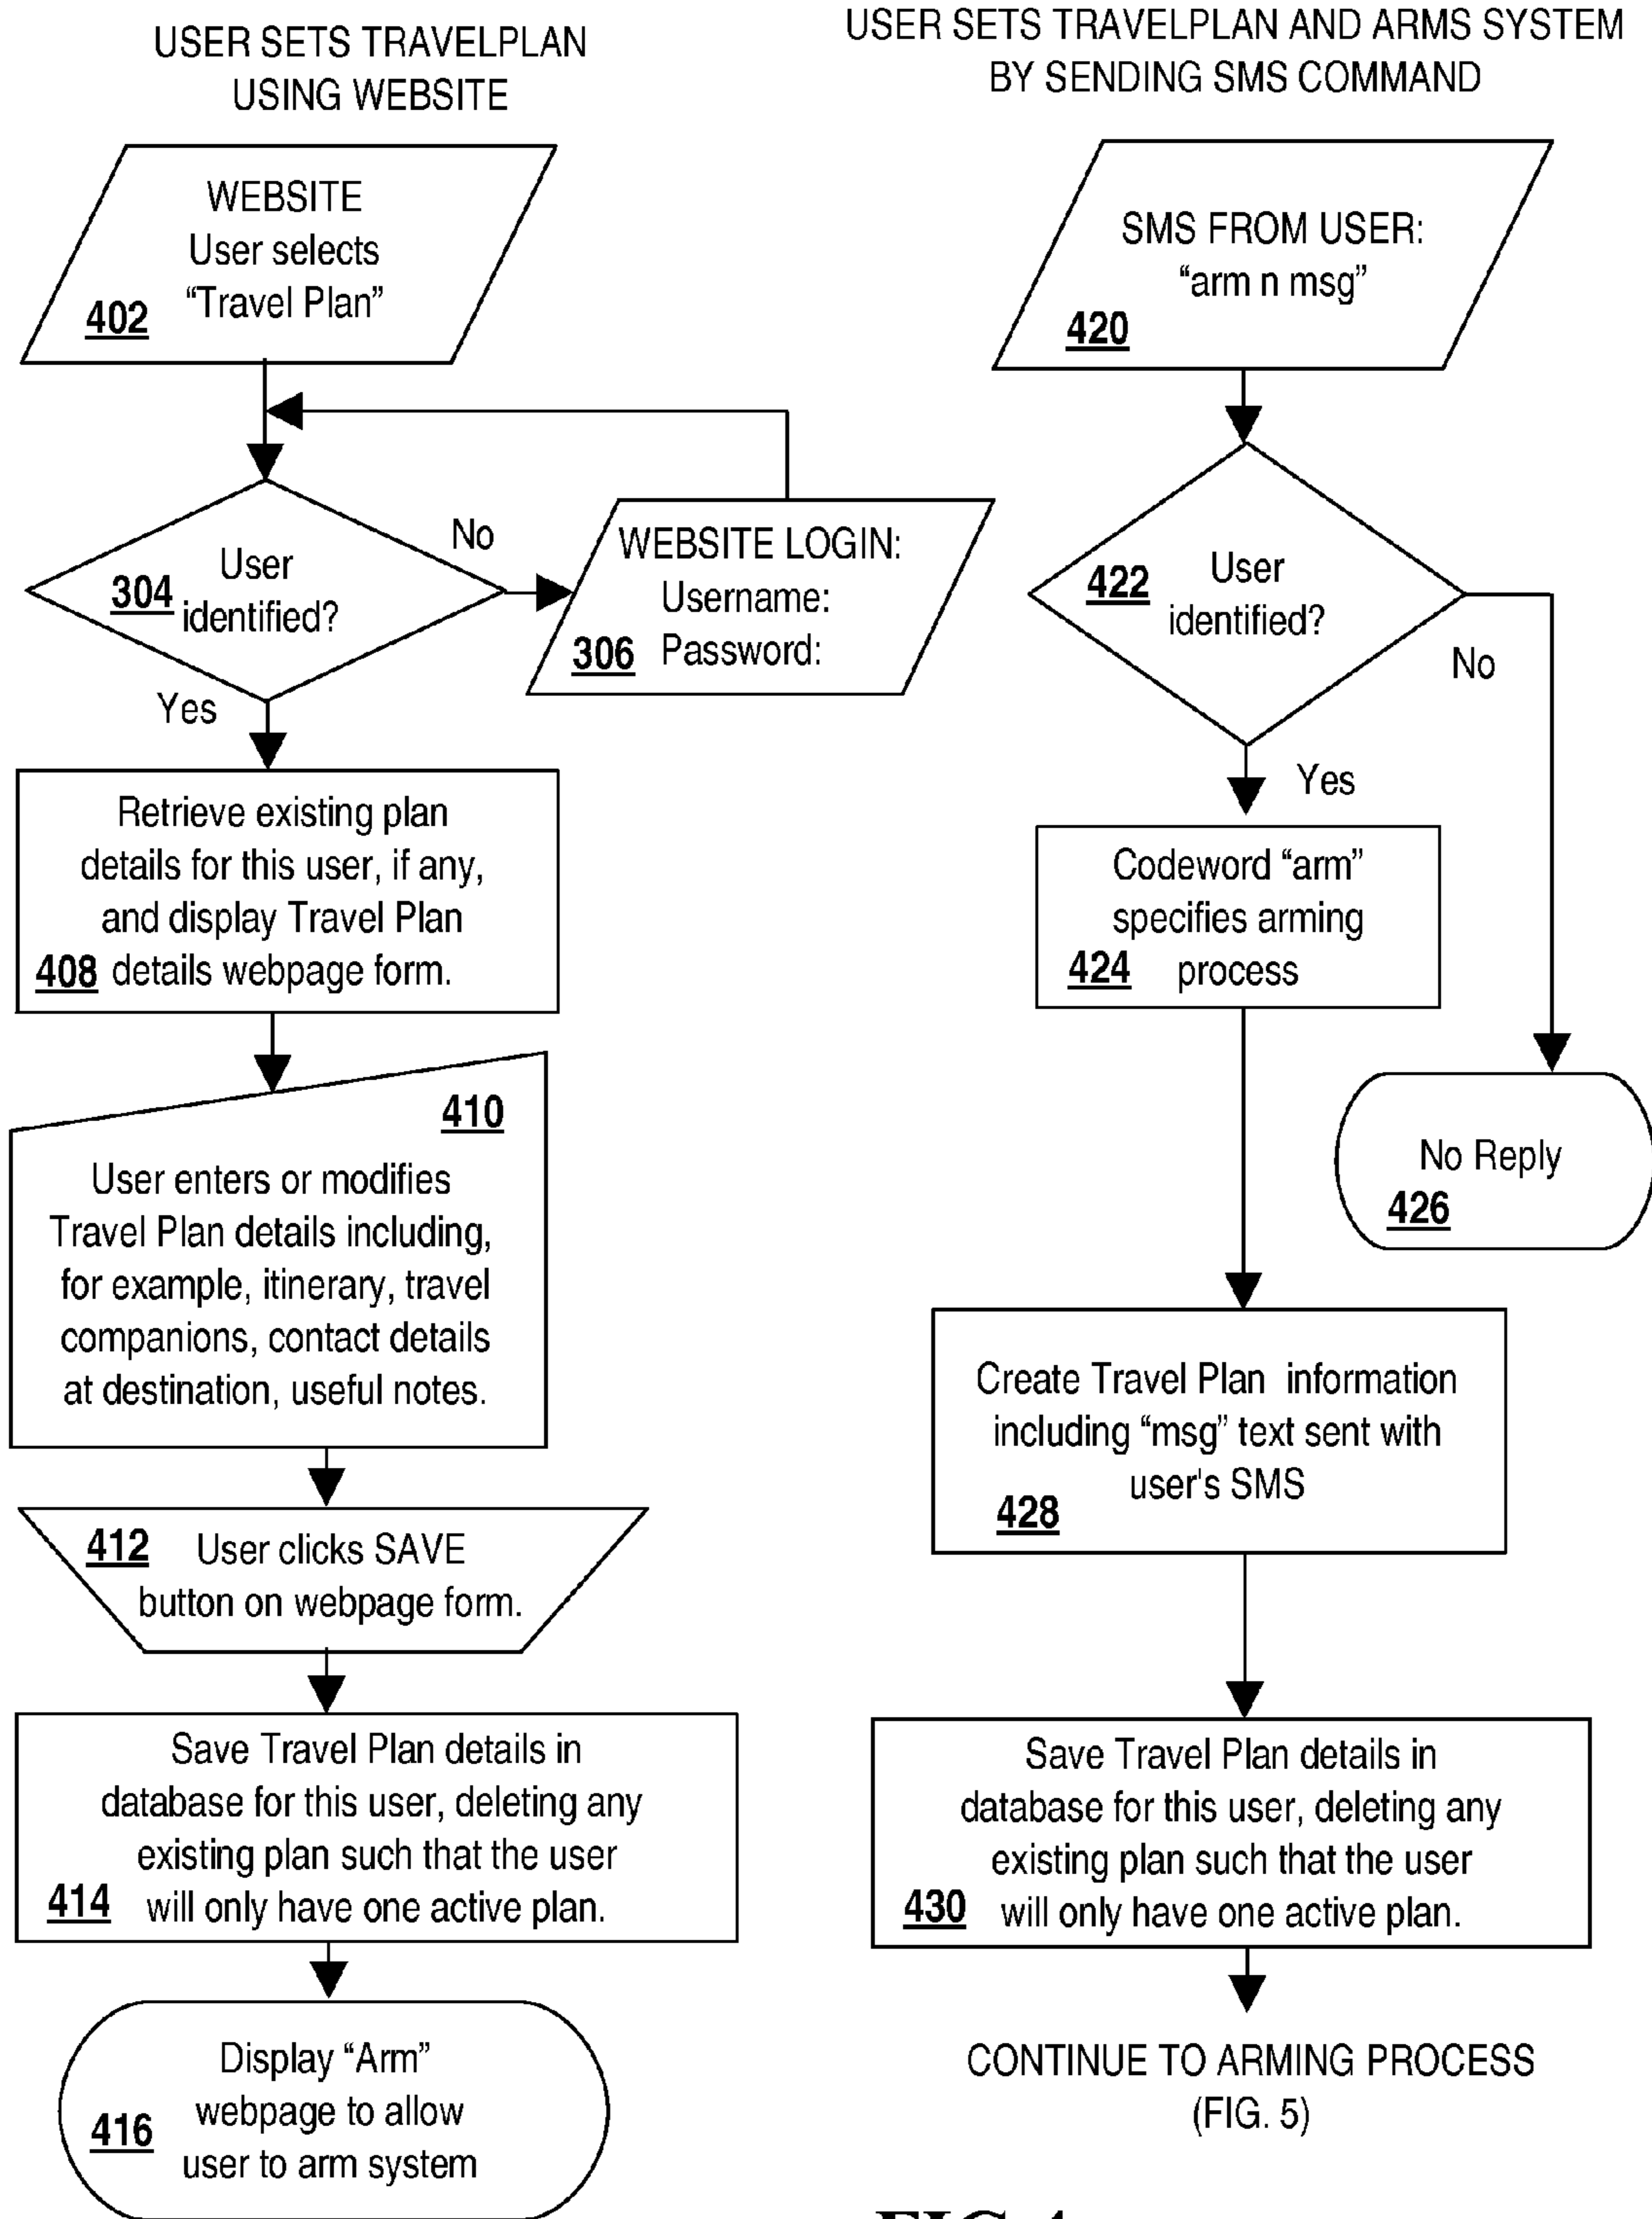 USER SETS TRAVELPLAN
USING WEBSITE
WEBSITE
User selects
“Travel Plan”
402
User
304
identified?
No
Yes
WEBSITE LOGIN:
Username:
306 Password:
Retrieve existing plan
details for this user, if any,
and display Travel Plan
408 details webpage form.
410
User enters or modifies
Travel Plan details including,
for example, itinerary, travel
companions, contact details
at destination, useful notes.
412 User clicks SAVE
button on webpage form.
Save Travel Plan details in
database for this user, deleting any
existing plan such that the user
414 will only have one active plan.
Display “Arm”
webpage to allow
416
user to arm system
USER SETS TRAVELPLAN AND ARMS SYSTEM
BY SENDING SMS COMMAND
SMS FROM USER:
“arm n msg”
420
422 User
identified?
No
Yes
Codeword “arm”
specifies arming
424 process
No Reply
426
Create Travel Plan information
including “msg” text sent with
user's SMS
428
Save Travel Plan details in
database for this user, deleting any
existing plan such that the user
430 will only have one active plan.
CONTINUE TO ARMING PROCESS
(FIG. 5)